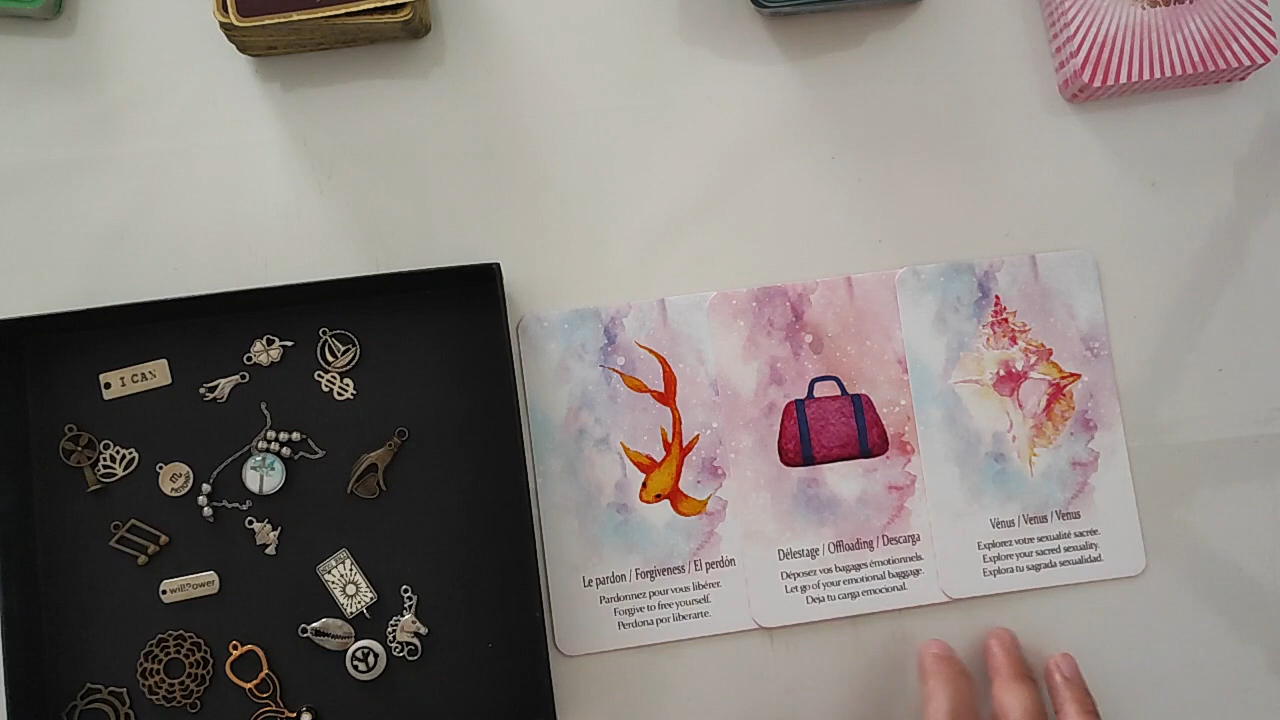 I CAN
willPower
Le pardon / Forgiveness / El perdón
Pardonnez pour vous libérer.
Forgive to free yourself.
Perdona por liberarte.
Délestage / Offloading / Descarga
Déposez vos bagages émotionnels.
Let go of your emotional baggage.
Deja tu carga emocional.
Vénus / Venus / Venus
Explorez votre sexualité sacrée.
Explore your sacred sexuality.
Explora tu sagrada sexualidad.